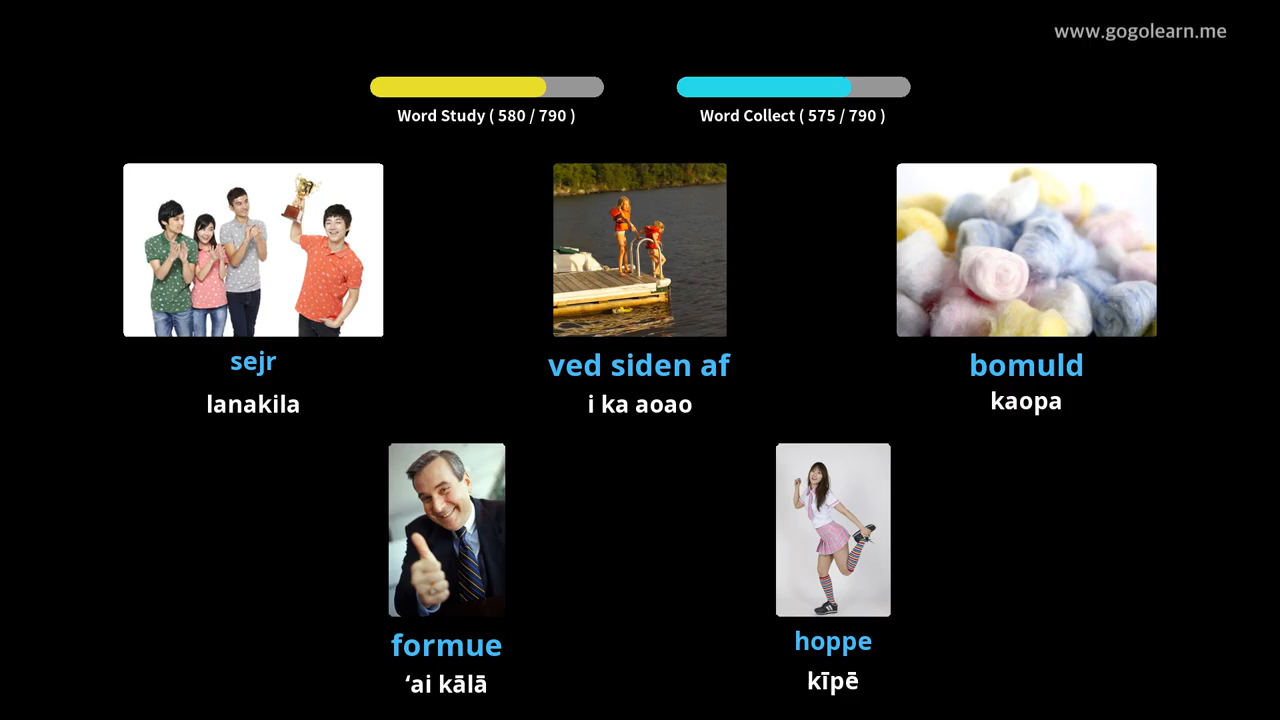 www.gogolearn.me
Word Study ( 580 / 790 )
Word Collect ( 575 / 790 )
sejr
lanakila
ved siden af
i ka aoao
bomuld
kaopa
formue
ʻai kālā
hoppe
kīpē